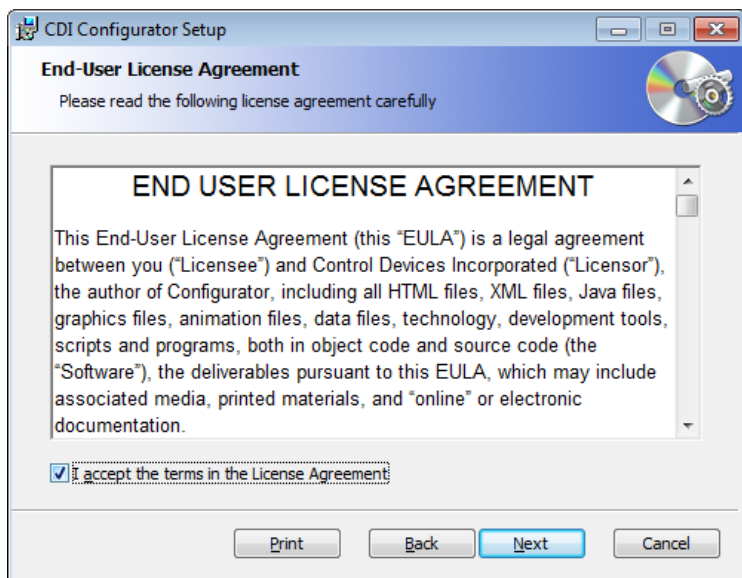 CDI Configurator Setup
End-User License Agreement
Please read the following license agreement carefully
END USER LICENSE AGREEMENT
This End-User License Agreement (this “EULA”) is a legal agreement
between you (“Licensee”) and Control Devices Incorporated (“Licensor”),
the author of Configurator, including all HTML files, XML files, Java files,
graphics files, animation files, data files, technology, development tools,
scripts and programs, both in object code and source code (the
“Software”), the deliverables pursuant to this EULA, which may include
associated media, printed materials, and “online” or electronic
documentation.
I accept the terms in the License Agreement
Print Back Next Cancel